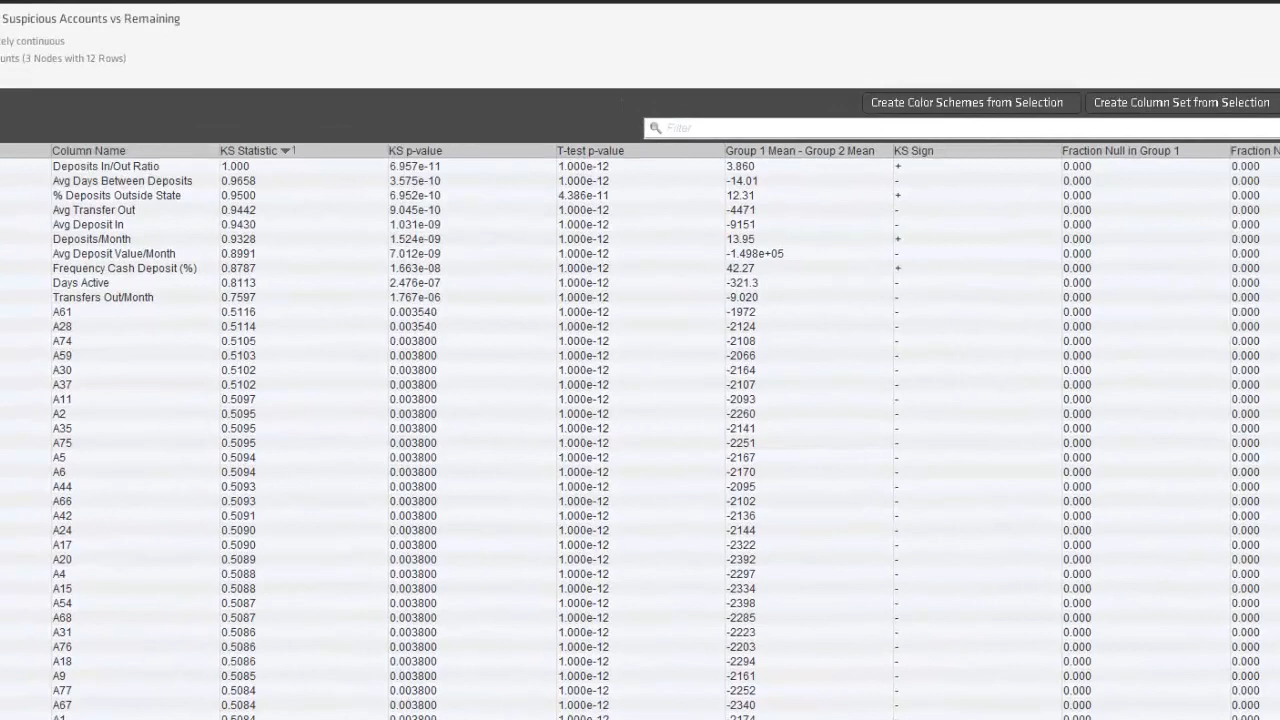 Suspicious Accounts vs Remaining
ely continuous
unts (3 Nodes with 12 Rows)
Create Color Schemes from Selection Create Column Set from Selection
Filter
Column Name KS Statistic 1 KS p-value T-test p-value Group 1 Mean - Group 2 Mean KS Sign Fraction Null in Group 1 Fraction N
Deposits In/Out Ratio 1.000 6.957e-11 1.000e-12 3.860 + 0.000 0.000
Avg Days Between Deposits 0.9658 3.575e-10 1.000e-12 -14.01 - 0.000 0.000
% Deposits Outside State 0.9500 6.952e-10 4.386e-11 12.31 + 0.000 0.000
Avg Transfer Out 0.9442 9.045e-10 1.000e-12 -4471 - 0.000 0.000
Avg Deposit In 0.9430 1.031e-09 1.000e-12 -9151 - 0.000 0.000
Deposits/Month 0.9328 1.524e-09 1.000e-12 13.95 + 0.000 0.000
Avg Deposit Value/Month 0.8991 7.012e-09 1.000e-12 -1.498e+05 - 0.000 0.000
Frequency Cash Deposit (%) 0.8787 1.663e-08 1.000e-12 42.27 + 0.000 0.000
Days Active 0.8113 2.476e-07 1.000e-12 -321.3 - 0.000 0.000
Transfers Out/Month 0.7597 1.767e-06 1.000e-12 -9.020 - 0.000 0.000
A61 0.5116 0.003540 1.000e-12 -1972 - 0.000 0.000
A28 0.5114 0.003540 1.000e-12 -2124 - 0.000 0.000
A74 0.5105 0.003800 1.000e-12 -2108 - 0.000 0.000
A59 0.5103 0.003800 1.000e-12 -2066 - 0.000 0.000
A30 0.5102 0.003800 1.000e-12 -2164 - 0.000 0.000
A37 0.5102 0.003800 1.000e-12 -2107 - 0.000 0.000
A11 0.5097 0.003800 1.000e-12 -2093 - 0.000 0.000
A2 0.5095 0.003800 1.000e-12 -2260 - 0.000 0.000
A35 0.5095 0.003800 1.000e-12 -2141 - 0.000 0.000
A75 0.5095 0.003800 1.000e-12 -2251 - 0.000 0.000
A5 0.5094 0.003800 1.000e-12 -2167 - 0.000 0.000
A6 0.5094 0.003800 1.000e-12 -2170 - 0.000 0.000
A44 0.5093 0.003800 1.000e-12 -2095 - 0.000 0.000
A66 0.5093 0.003800 1.000e-12 -2102 - 0.000 0.000
A42 0.5091 0.003800 1.000e-12 -2136 - 0.000 0.000
A24 0.5090 0.003800 1.000e-12 -2144 - 0.000 0.000
A17 0.5090 0.003800 1.000e-12 -2322 - 0.000 0.000
A20 0.5089 0.003800 1.000e-12 -2392 - 0.000 0.000
A4 0.5088 0.003800 1.000e-12 -2297 - 0.000 0.000
A15 0.5088 0.003800 1.000e-12 -2334 - 0.000 0.000
A54 0.5087 0.003800 1.000e-12 -2398 - 0.000 0.000
A68 0.5087 0.003800 1.000e-12 -2285 - 0.000 0.000
A31 0.5086 0.003800 1.000e-12 -2223 - 0.000 0.000
A76 0.5086 0.003800 1.000e-12 -2203 - 0.000 0.000
A18 0.5086 0.003800 1.000e-12 -2294 - 0.000 0.000
A9 0.5085 0.003800 1.000e-12 -2161 - 0.000 0.000
A77 0.5084 0.003800 1.000e-12 -2252 - 0.000 0.000
A67 0.5084 0.003800 1.000e-12 -2340 - 0.000 0.000
A1 0.5084 0.003800 1.000e-12 -2174 - 0.000 0.000